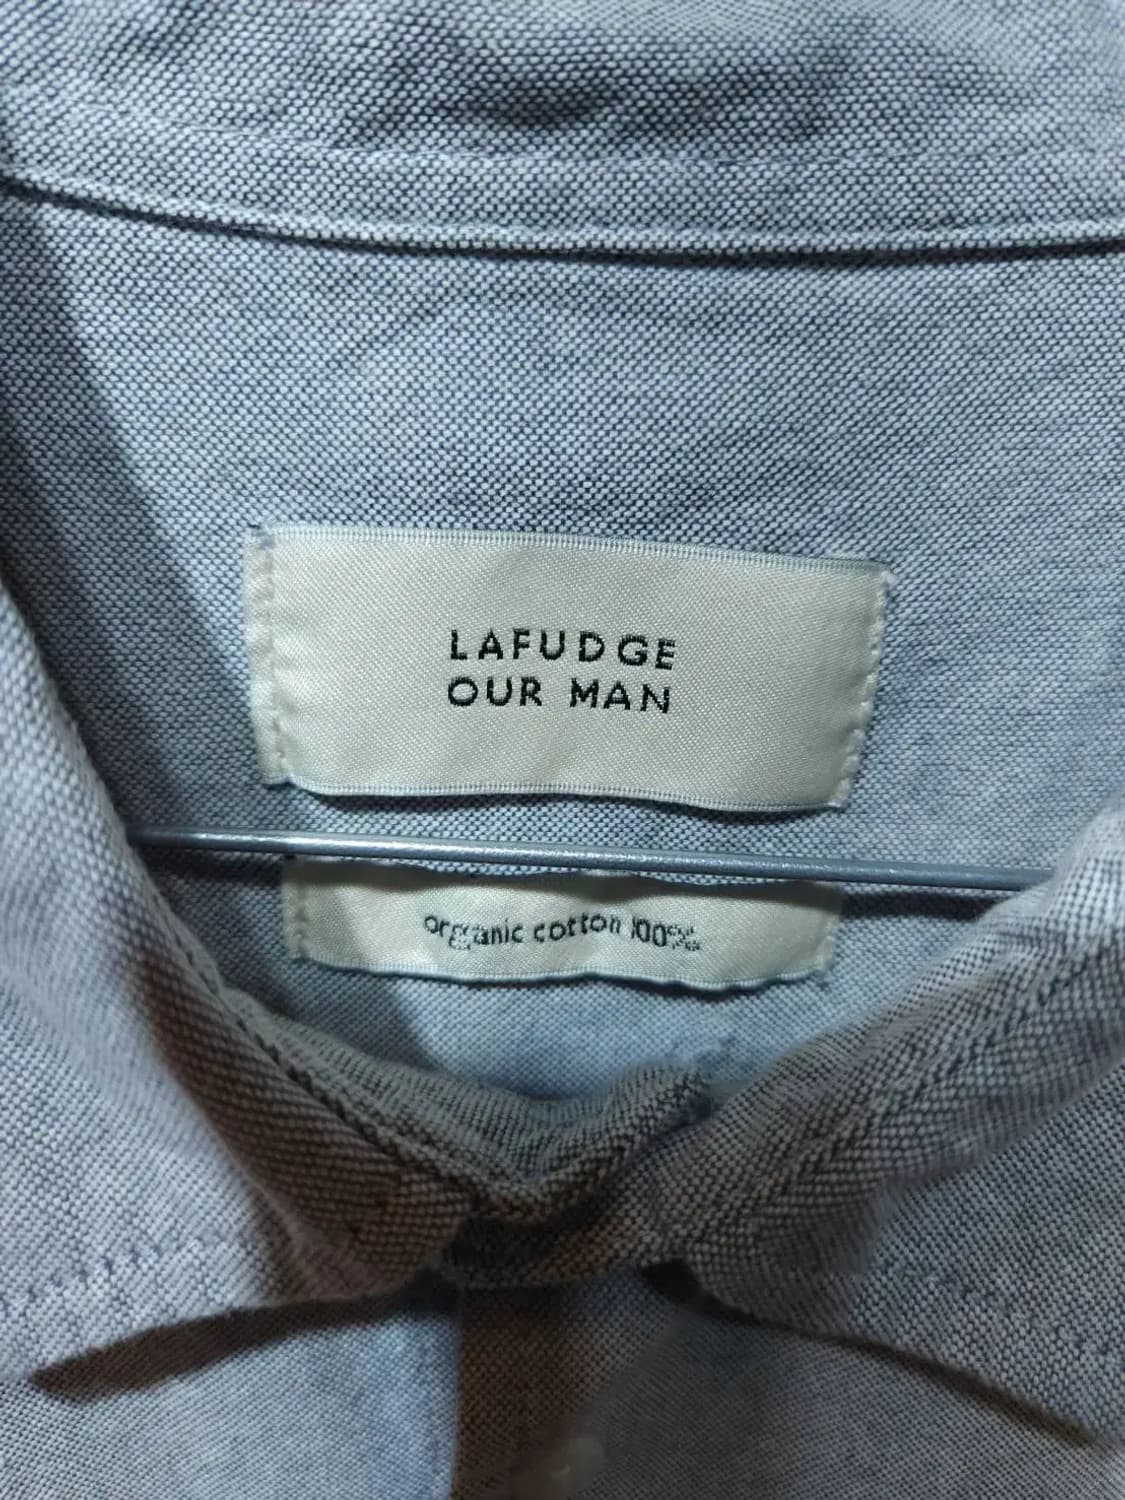 LAFUDGE
OUR MAN
organic cotton 100%